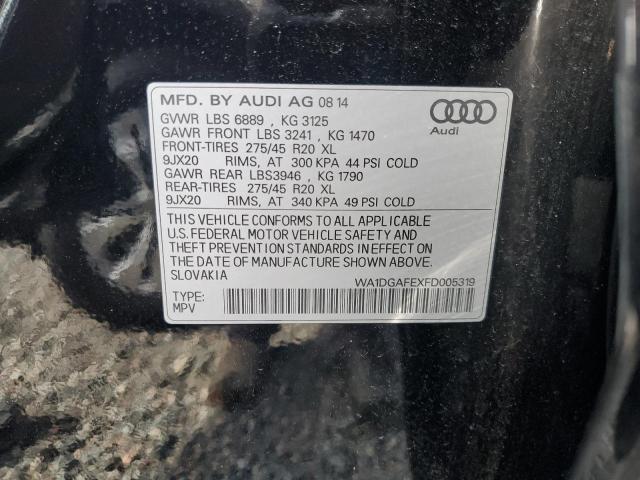 MFD. BY AUDI AG 08 14
GVWR LBS 6889 , KG 3125
GAWR FRONT LBS 3241 , KG 1470
FRONT-TIRES 275/45 R20 XL
9JX20 RIMS, AT 300 KPA 44 PSI COLD
GAWR REAR LBS3946 , KG 1790
REAR-TIRES 275/45 R20 XL
9JX20 RIMS, AT 340 KPA 49 PSI COLD
Audi
THIS VEHICLE CONFORMS TO ALL APPLICABLE
U.S. FEDERAL MOTOR VEHICLE SAFETY AND
THEFT PREVENTION STANDARDS IN EFFECT ON
THE DATE OF MANUFACTURE SHOWN ABOVE.
SLOVAKIA
WA1DGAFEXFD005319
TYPE:
MPV